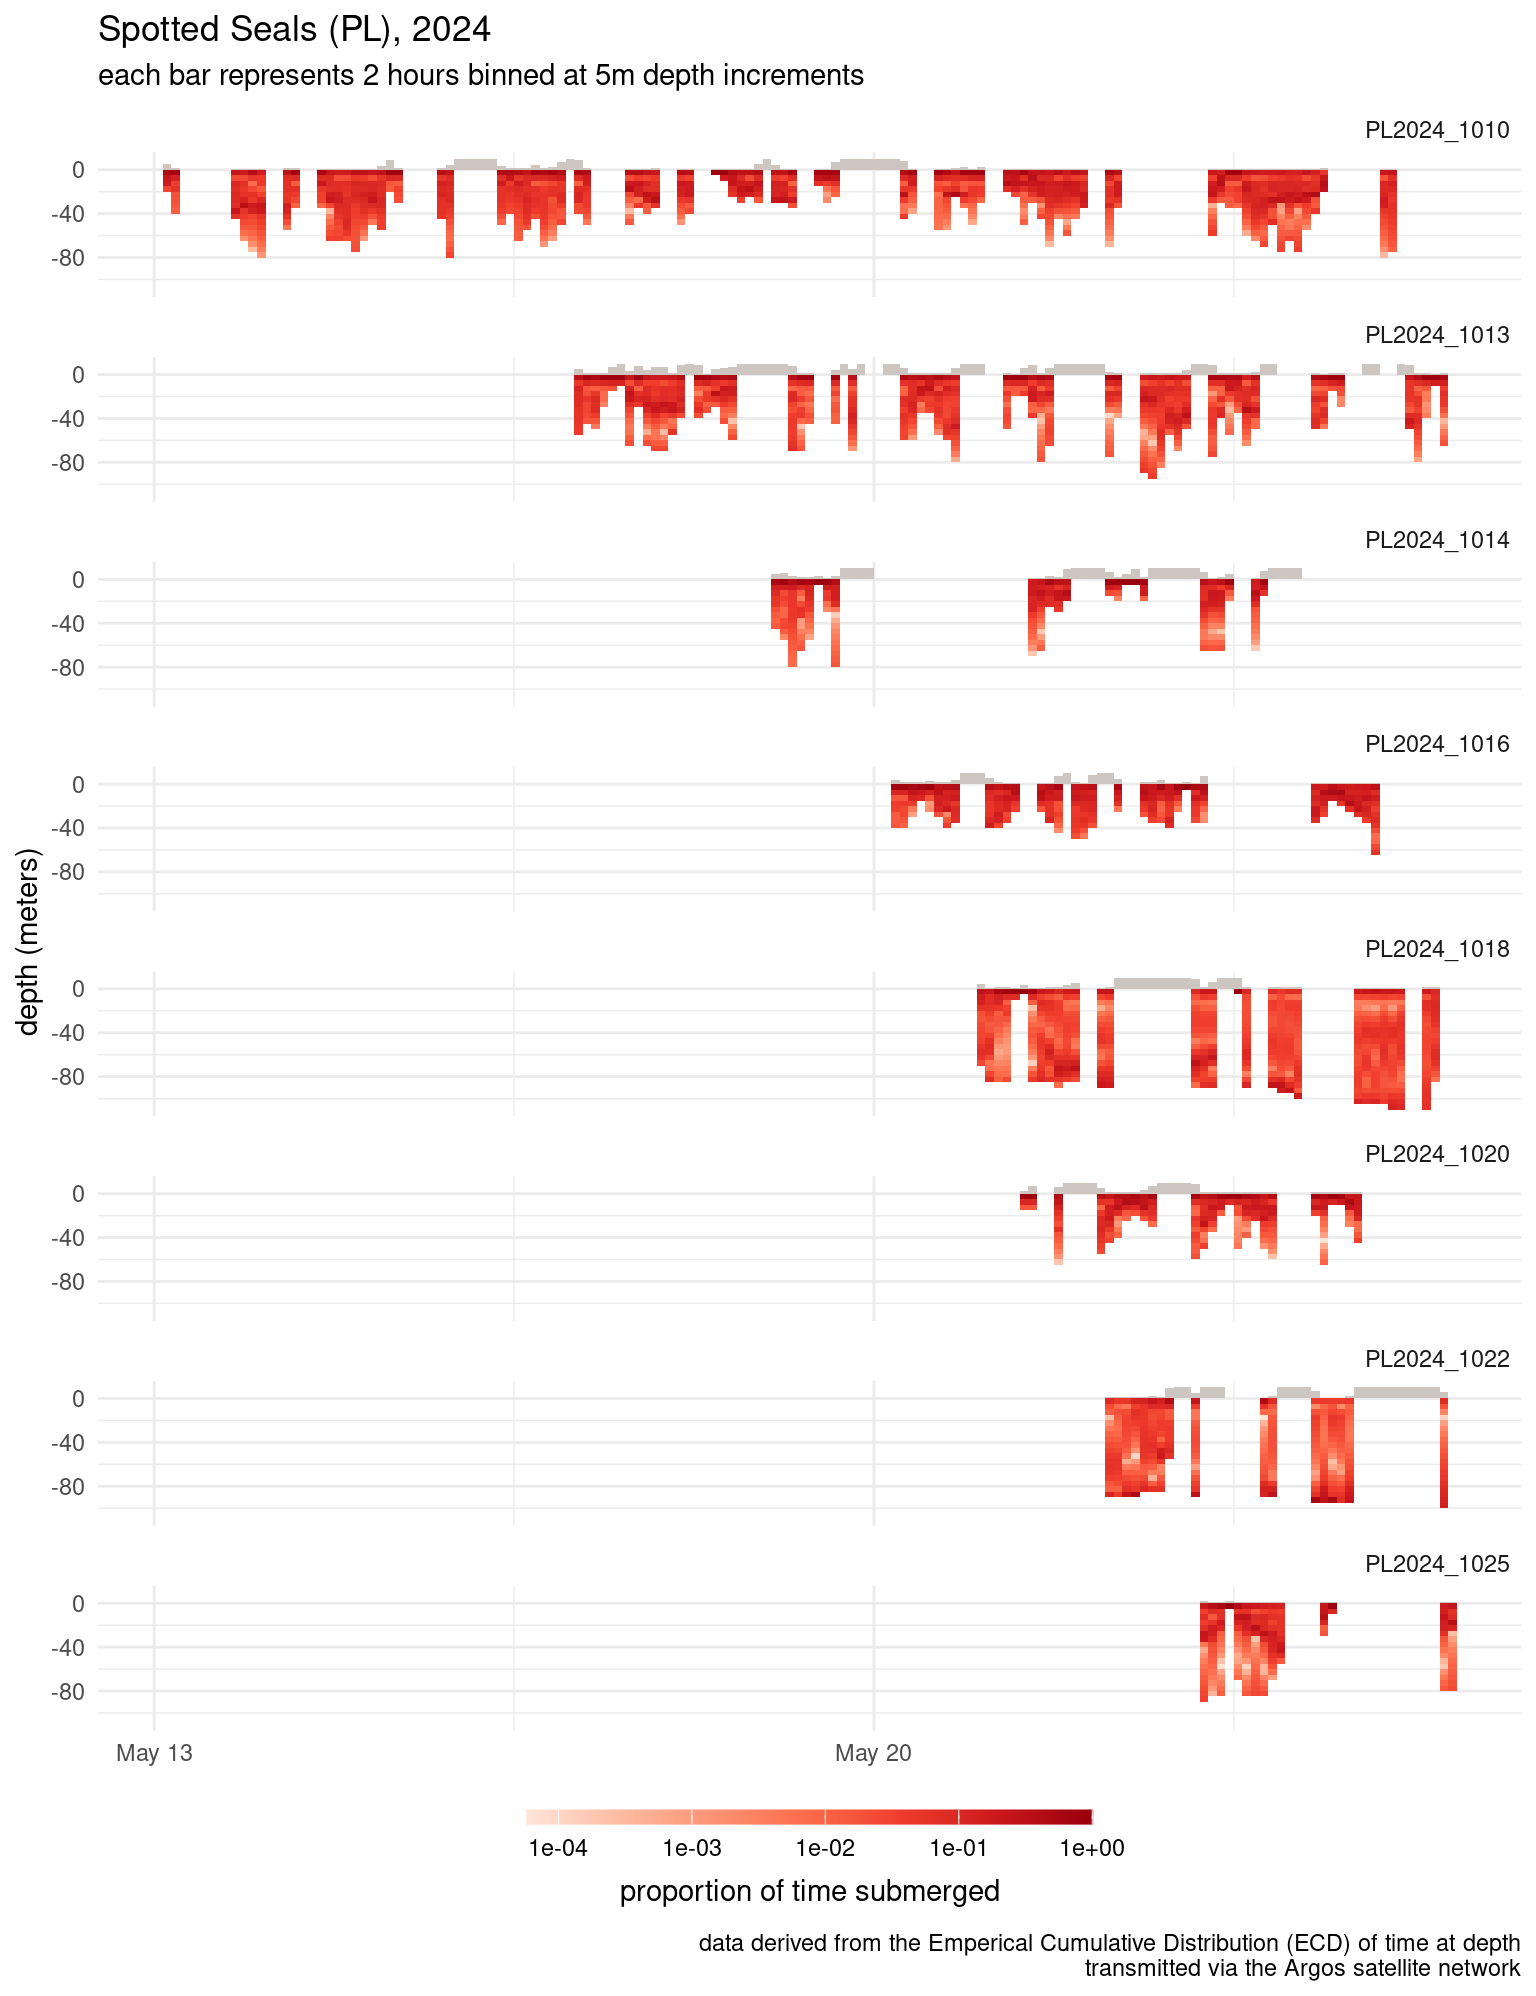 Spotted Seals (PL), 2024
each bar represents 2 hours binned at 5m depth increments
PL2024_1010
0
-40
-80
PL2024_1013
0
-40
-80
PL2024_1014
0
-40
-80
PL2024_1016
0
-40
-80
depth (meters)
PL2024_1018
0
-40
-80
PL2024_1020
0
-40
-80
PL2024_1022
0
-40
-80
PL2024_1025
0
-40
-80
May 13 May 20
1e-04 1e-03 1e-02 1e-01 1e+00
proportion of time submerged
data derived from the Emperical Cumulative Distribution (ECD) of time at depth
transmitted via the Argos satellite network